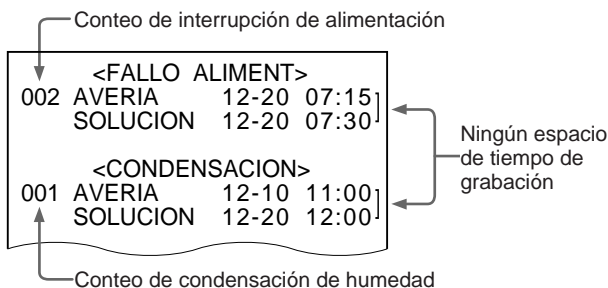 Conteo de interrupción de alimentación
<FALLO ALIMENT>
002 AVERIA 12-20 07:15
SOLUCION 12-20 07:30
<CONDENSACION>
001 AVERIA 12-10 11:00
SOLUCION 12-20 12:00
Ningún espacio
de tiempo de
grabación
Conteo de condensación de humedad